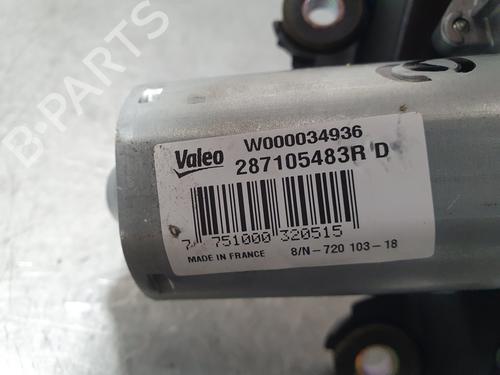 B-Parts
Valeo W000034936
287105483R D
7 751000 320515
MADE IN FRANCE 8/N-720 103-18